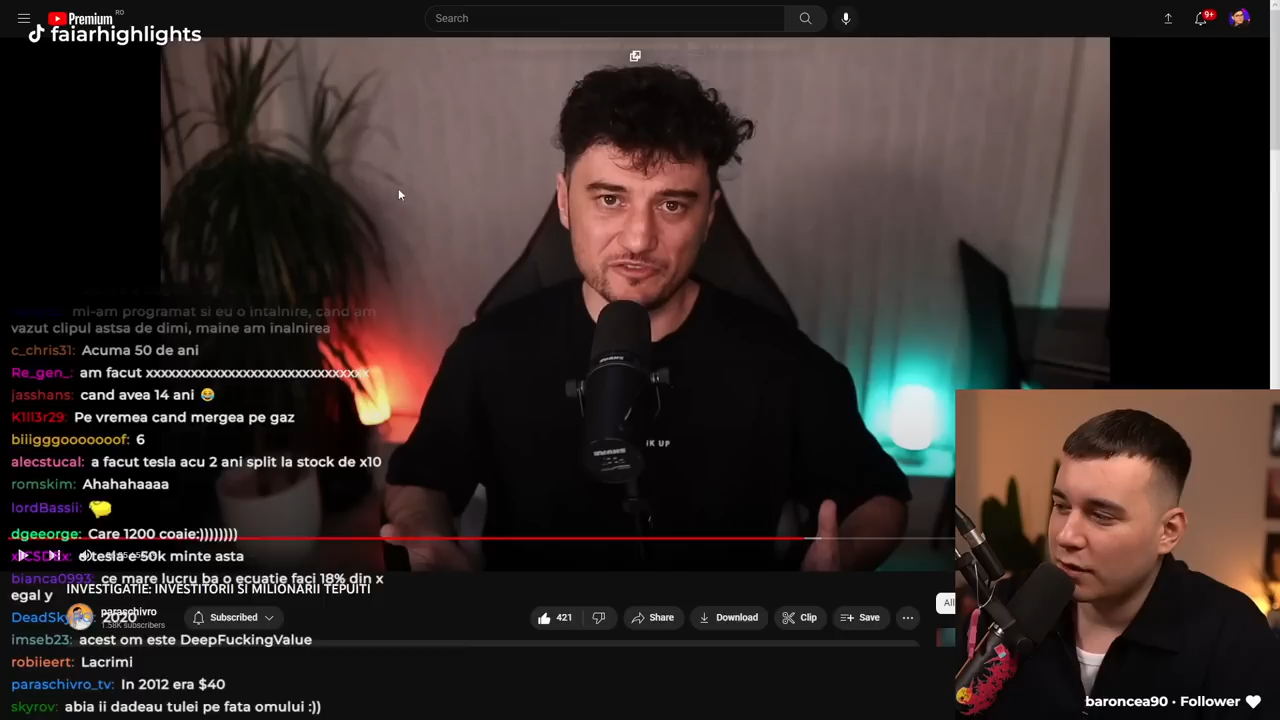 Premium RO
Search
9+
faiarhighlights
mi-am programat si eu o intalnire, cand am
vazut clipul astsa de dimi, maine am inalnirea
c_chris31: Acuma 50 de ani
Re_gen_: am facut xxxxxxxxxxxxxxxxxxxxxxxxxxxxx
jasshans: cand avea 14 ani
K1ll3r29: Pe vremea cand mergea pe gaz
biiigggooooooof: 6
alecstucal: a facut tesla acu 2 ani split la stock de x10
romskim: Ahahahaaaa
lordBassii:
dgeeorge: Care 1200 coaie:))))))))
o tesla e 50k minte asta
bianca0993: ce mare lucru ba o ecuatie faci 18% din x
egal y
INVESTIGATIE: INVESTITORII SI MILIONARII TEPUITI
paraschivro
1.58K subscribers
Subscribed
421
Share
Download
Clip
Save
All
2020
imseb23: acest om este DeepFuckingValue
robiieert: Lacrimi
paraschivro_tv: In 2012 era $40
skyrov: abia ii dadeau tulei pe fata omului :))
baroncea90 · Follower